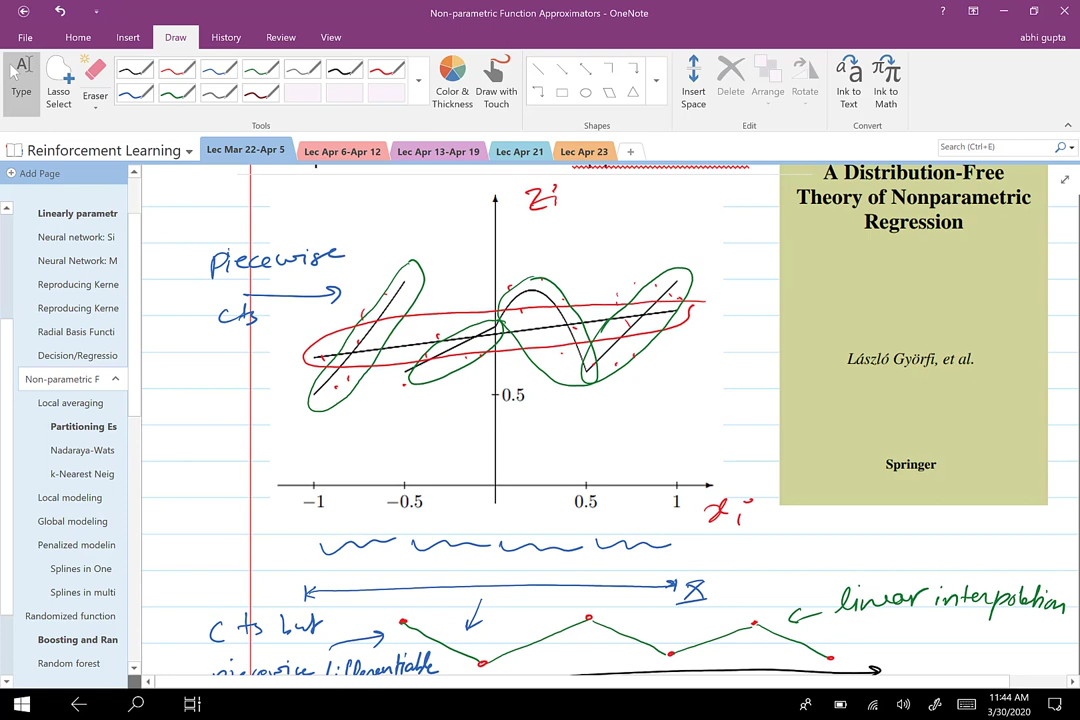 Non-parametric Function Approximators - OneNote
File Home Insert Draw History Review View abhi gupta
Type
Lasso Select
Eraser
Color & Thickness
Draw with Touch
Insert Space
Delete
Arrange
Rotate
Ink to Text
Ink to Math
Tools Shapes Edit Convert
Reinforcement Learning
Lec Mar 22-Apr 5 Lec Apr 6-Apr 12 Lec Apr 13-Apr 19 Lec Apr 21 Lec Apr 23
Search (Ctrl+E)
Add Page
Linearly parametr
Neural network: Si
Neural Network: M
Reproducing Kerne
Reproducing Kerne
Radial Basis Functi
Decision/Regressio
Non-parametric F
Local averaging
Partitioning Es
Nadaraya-Wats
k-Nearest Neig
Local modeling
Global modeling
Penalized modelin
Splines in One
Splines in multi
Randomized function
Boosting and Ran
Random forest
zi
piecewise
cts
0.5
−1 −0.5 0.5 1
xi
A Distribution-Free
Theory of Nonparametric
Regression
László Györfi, et al.
Springer
linear interpolation
cts but
piecewise differentiable
11:44 AM
3/30/2020